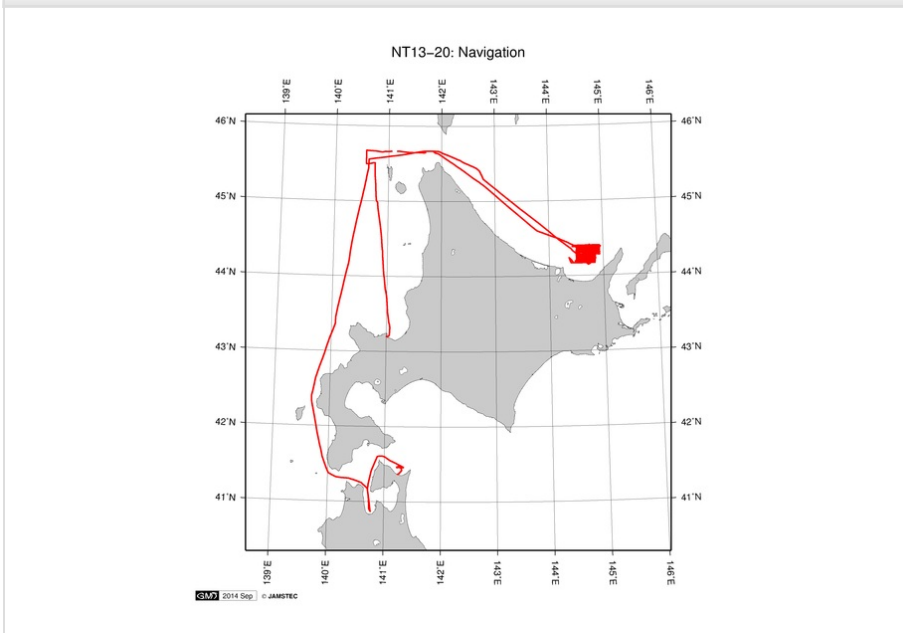 NT13−20: Navigation
139˚E 140˚E 141˚E 142˚E 143˚E 144˚E 145˚E 146˚E
46˚N 46˚N
45˚N 45˚N
44˚N 44˚N
43˚N 43˚N
42˚N 42˚N
41˚N 41˚N
139˚E 140˚E 141˚E 142˚E 143˚E 144˚E 145˚E 146˚E
GMD 2014 Sep © JAMSTEC